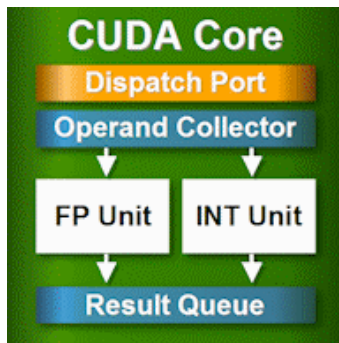 CUDA Core
Dispatch Port
Operand Collector
FP Unit INT Unit
Result Queue